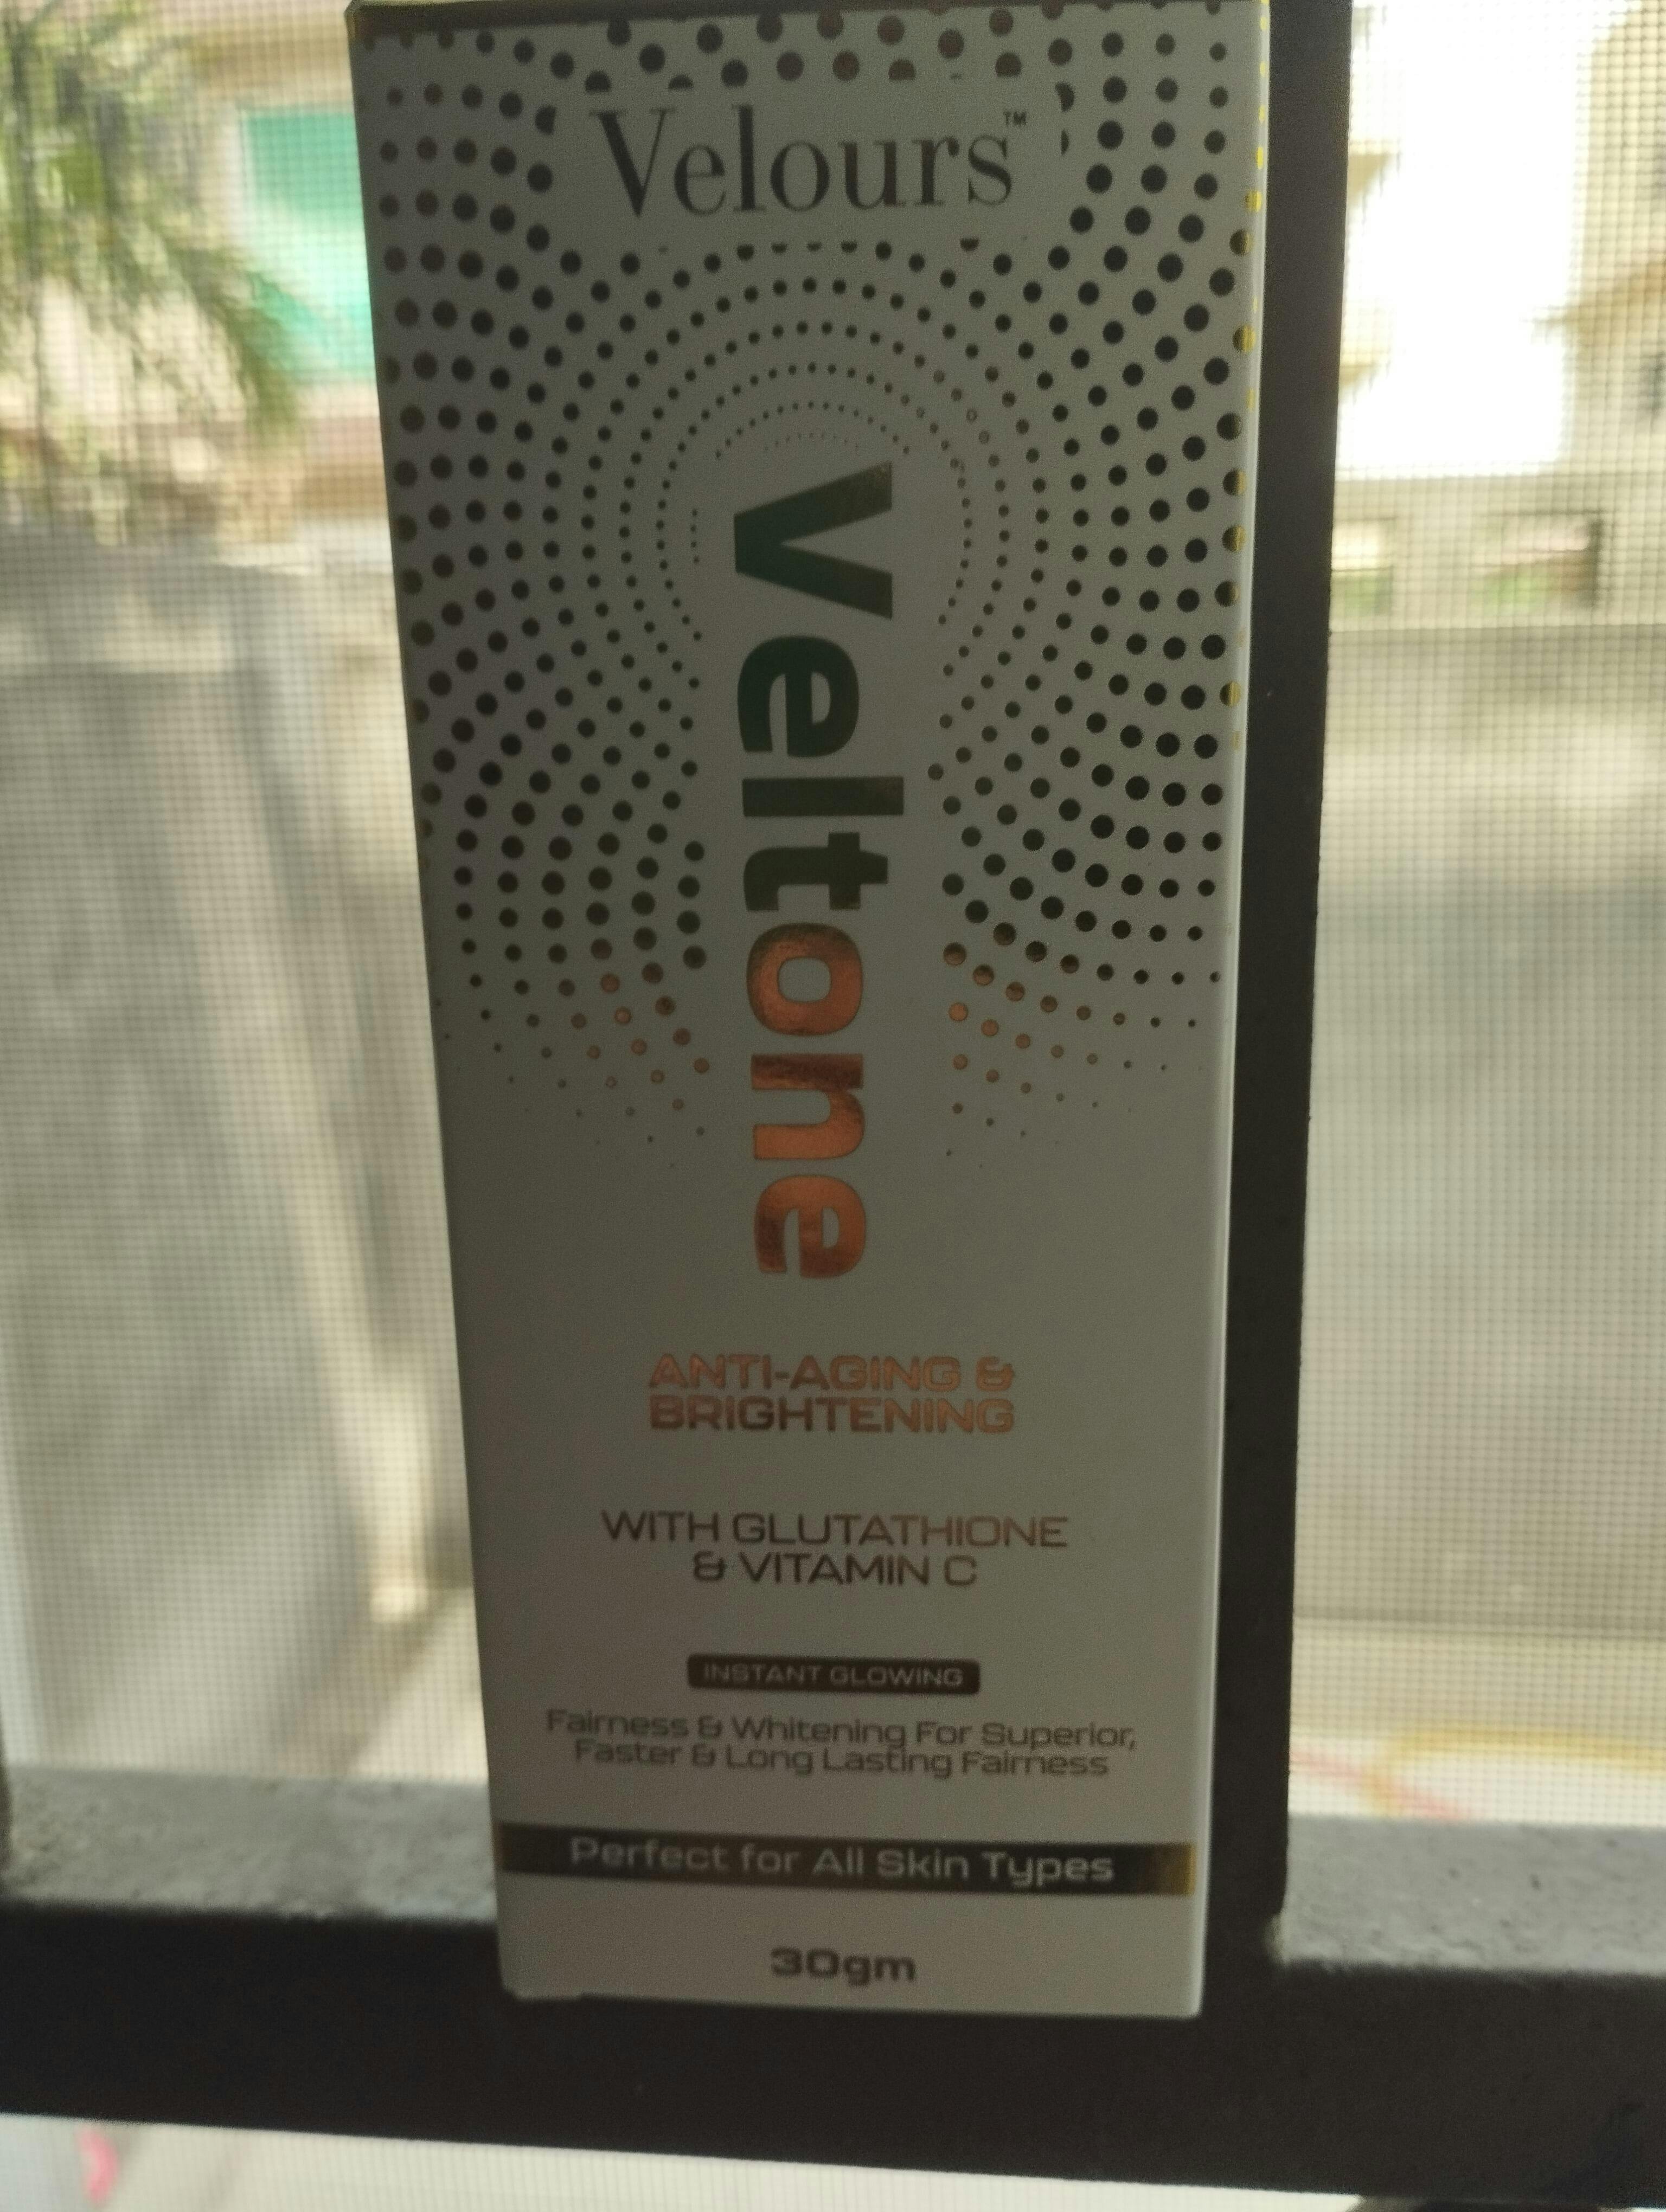 Velours™
Veltone
ANTI-AGING &
BRIGHTENING
WITH GLUTATHIONE
& VITAMIN C
INSTANT GLOWING
Fairness & Whitening For Superior,
Faster & Long Lasting Fairness
Perfect for All Skin Types
30gm